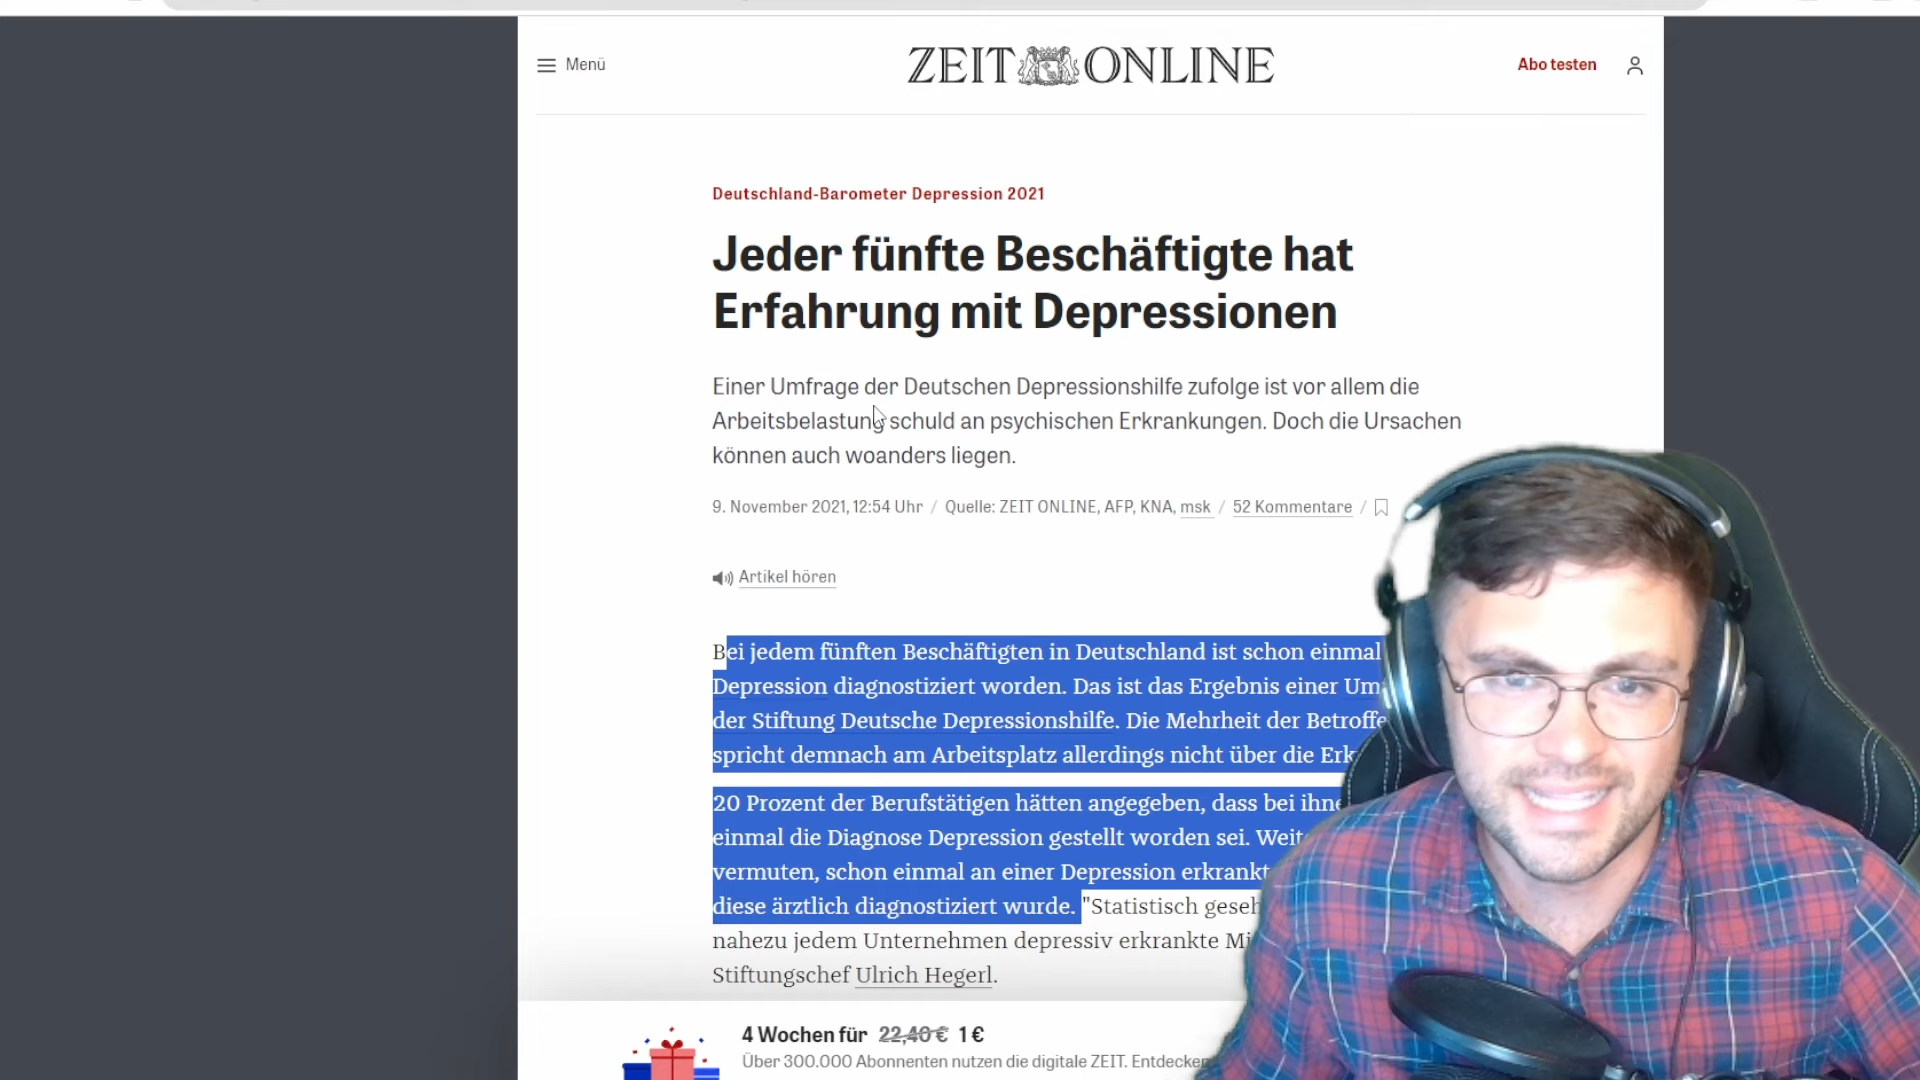 Menü
ZEIT ONLINE
Abo testen
Deutschland-Barometer Depression 2021
Jeder fünfte Beschäftigte hat
Erfahrung mit Depressionen
Einer Umfrage der Deutschen Depressionshilfe zufolge ist vor allem die
Arbeitsbelastung schuld an psychischen Erkrankungen. Doch die Ursachen
können auch woanders liegen.
9. November 2021, 12:54 Uhr / Quelle: ZEIT ONLINE, AFP, KNA, msk / 52 Kommentare /
Artikel hören
Bei jedem fünften Beschäftigten in Deutschland ist schon einmal
Depression diagnostiziert worden. Das ist das Ergebnis einer
der Stiftung Deutsche Depressionshilfe. Die Mehrheit der
spricht demnach am Arbeitsplatz allerdings nicht über die
20 Prozent der Berufstätigen hätten angegeben, dass bei
einmal die Diagnose Depression gestellt worden sei.
vermuten, schon einmal an einer Depression erkrankt
diese ärztlich diagnostiziert wurde. "Statistisch
nahezu jedem Unternehmen depressiv erkrankte
Stiftungschef Ulrich Hegerl.
4 Wochen für 22,40 € 1 €
Über 300.000 Abonnenten nutzen die digitale ZEIT.